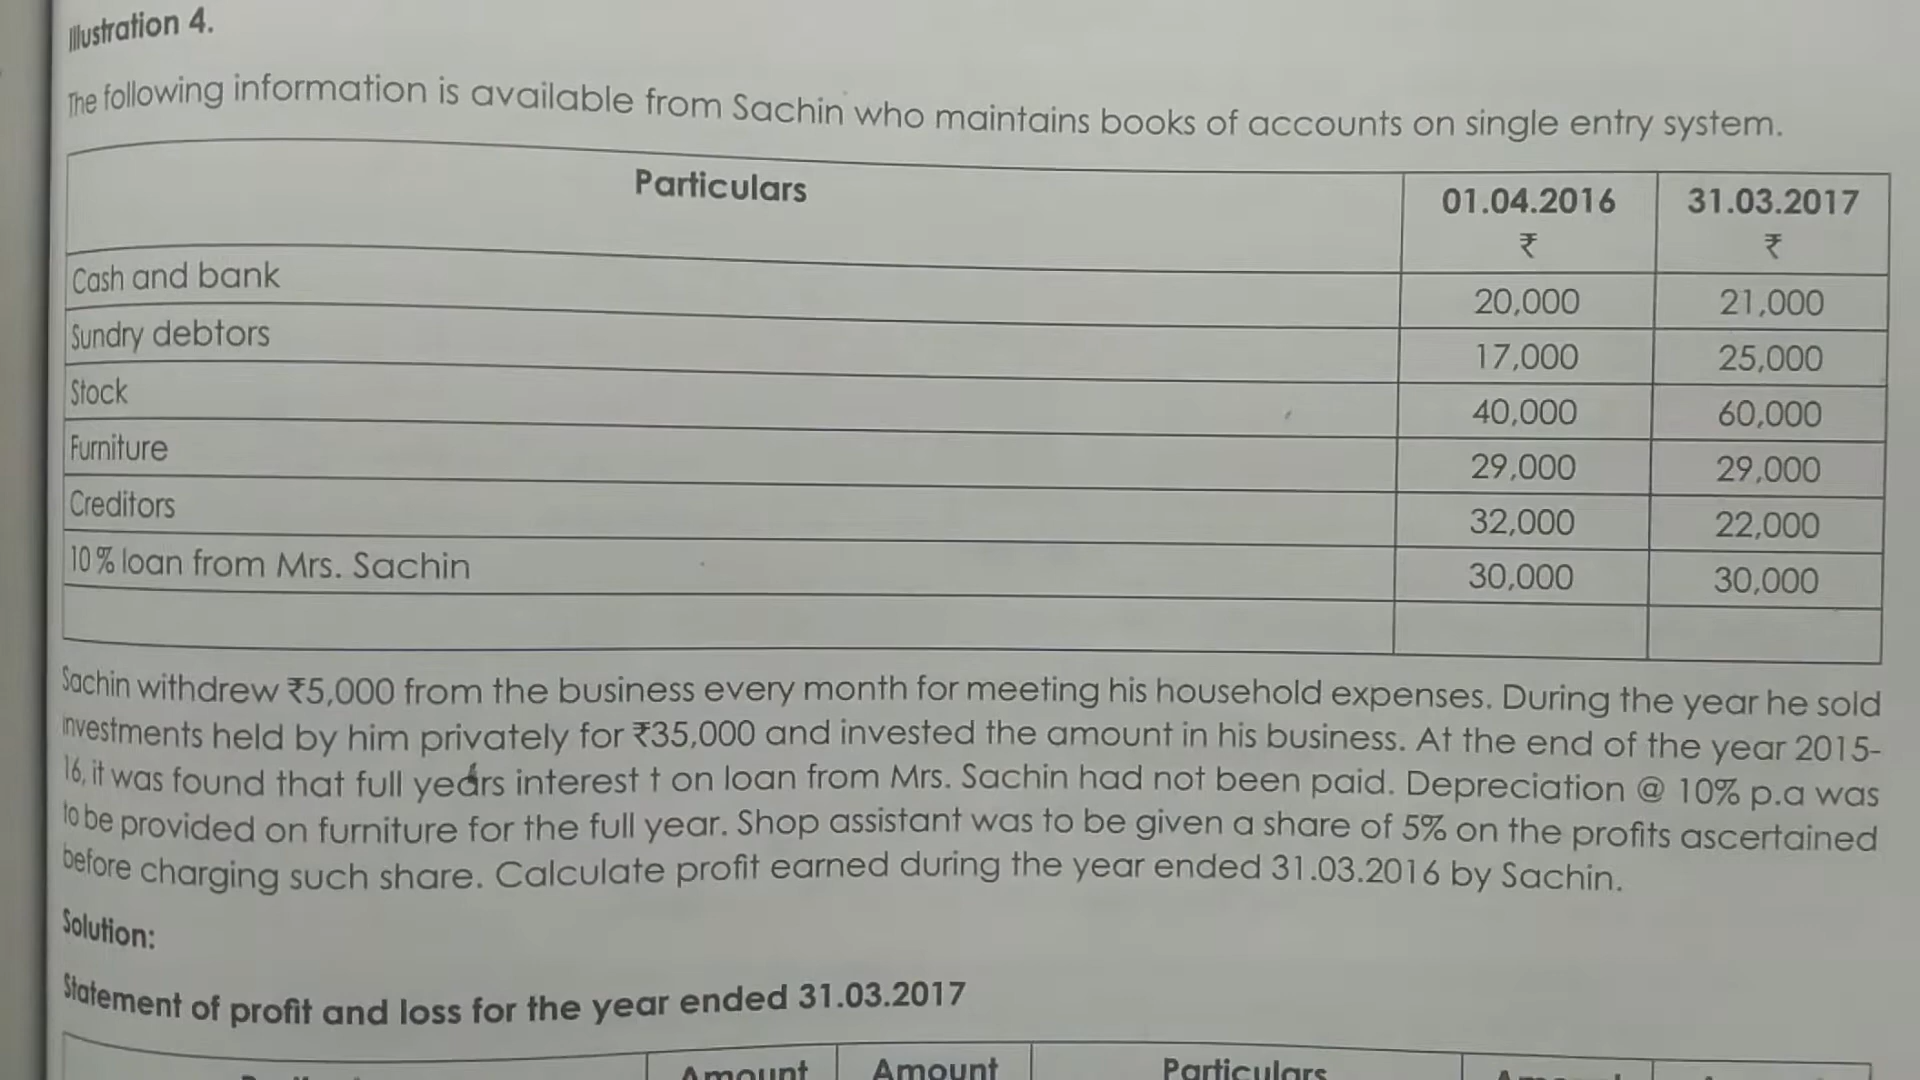 Illustration 4.
The following information is available from Sachin who maintains books of accounts on single entry system.
Particulars 01.04.2016 31.03.2017
₹ ₹
Cash and bank 20,000 21,000
Sundry debtors 17,000 25,000
Stock 40,000 60,000
Furniture 29,000 29,000
Creditors 32,000 22,000
10% loan from Mrs. Sachin 30,000 30,000
Sachin withdrew ₹5,000 from the business every month for meeting his household expenses. During the year he sold
investments held by him privately for ₹35,000 and invested the amount in his business. At the end of the year 2015-
16, it was found that full years interest t on loan from Mrs. Sachin had not been paid. Depreciation @ 10% p.a was
to be provided on furniture for the full year. Shop assistant was to be given a share of 5% on the profits ascertained
before charging such share. Calculate profit earned during the year ended 31.03.2016 by Sachin.
Solution:
Statement of profit and loss for the year ended 31.03.2017
Amount Amount Particulars